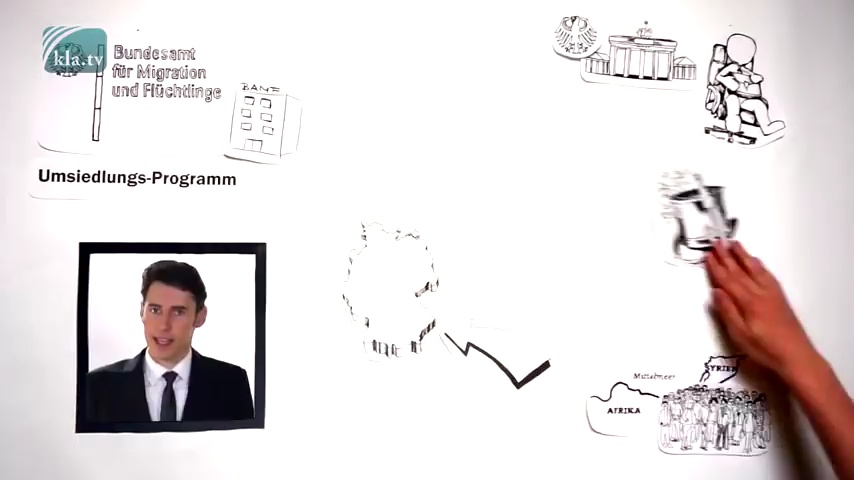 kla.tv
Bundesamt
für Migration
und Flüchtlinge
BAMF
Umsiedlungs-Programm
Mittelmeer
SYRIEN
AFRIKA